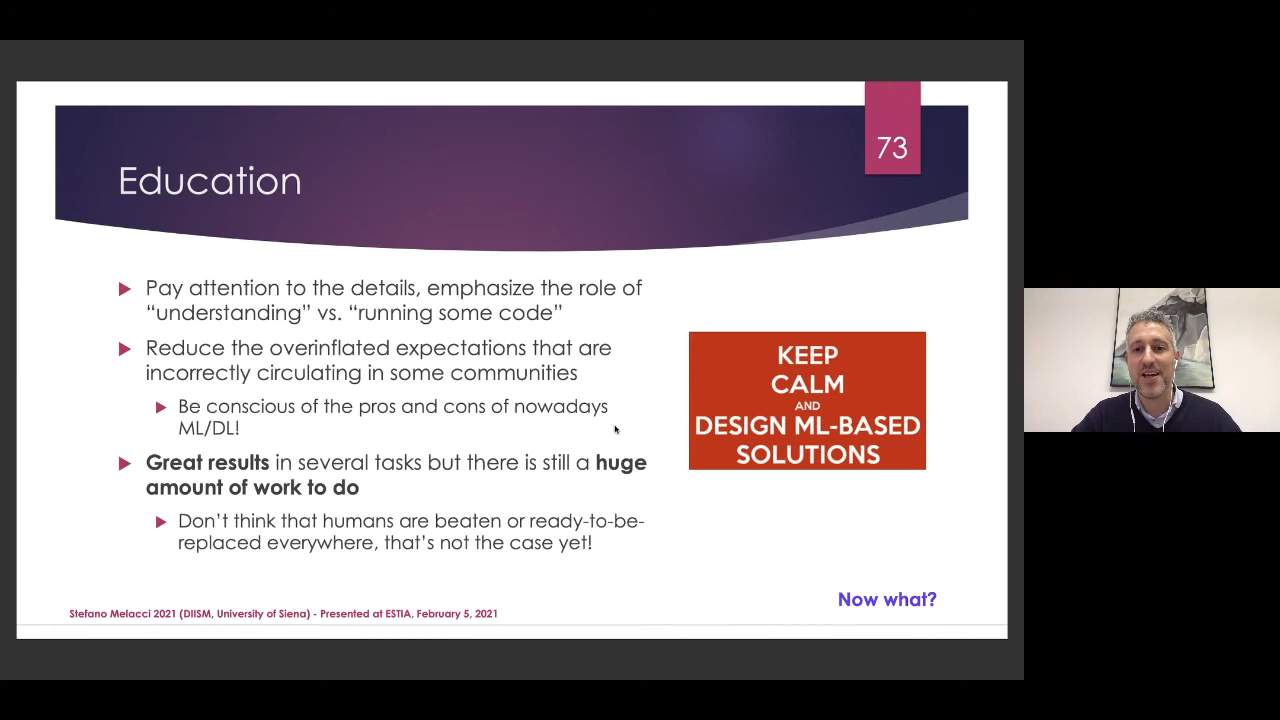 73
Education
Pay attention to the details, emphasize the role of
“understanding” vs. “running some code”
Reduce the overinflated expectations that are
incorrectly circulating in some communities
Be conscious of the pros and cons of nowadays
ML/DL!
Great results in several tasks but there is still a huge
amount of work to do
Don’t think that humans are beaten or ready-to-be-
replaced everywhere, that’s not the case yet!
KEEP
CALM
AND
DESIGN ML-BASED
SOLUTIONS
Now what?
Stefano Melacci 2021 (DIISM, University of Siena) - Presented at ESTIA, February 5, 2021